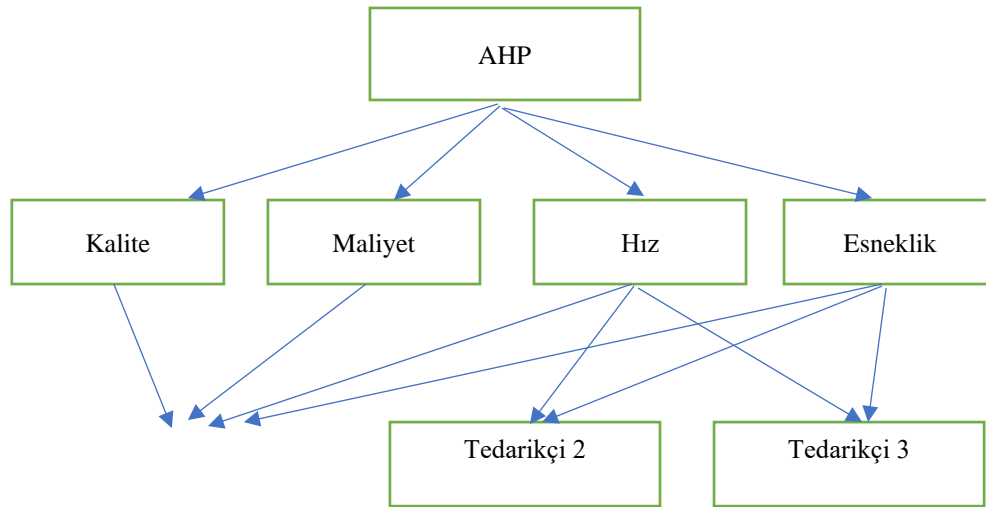 AHP
Kalite
Maliyet
Hız
Esneklik
Tedarikçi 2
Tedarikçi 3